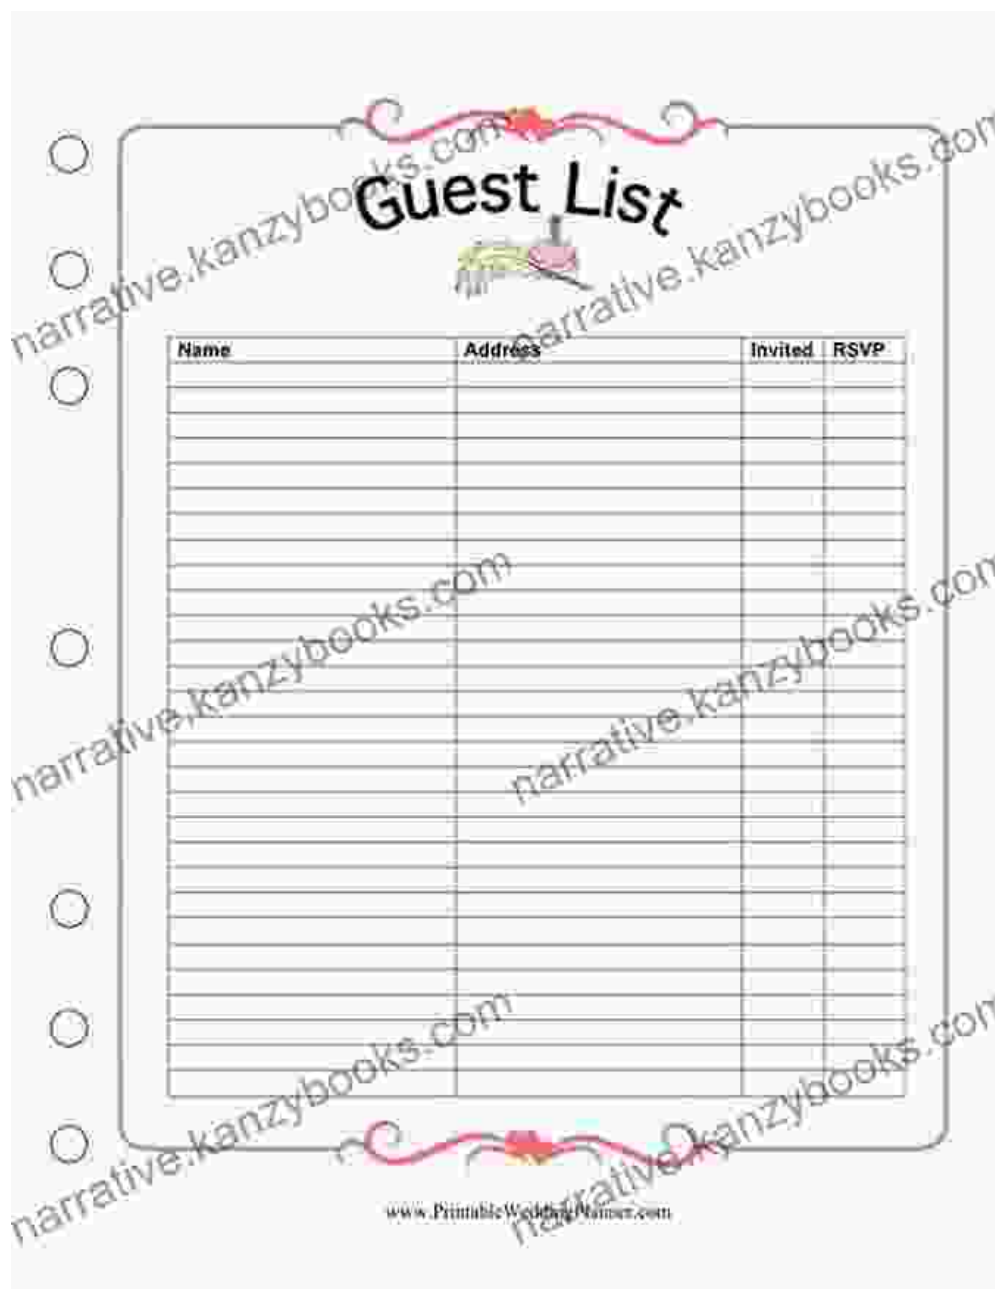 Guest List
Name Address Invited RSVP
www.PrintableWeddingPlanner.com
narrative.kanzybooks.com
narrative.kanzybooks.com
narrative.kanzybooks.com
narrative.kanzybooks.com
narrative.kanzybooks.com
narrative.kanzybooks.com